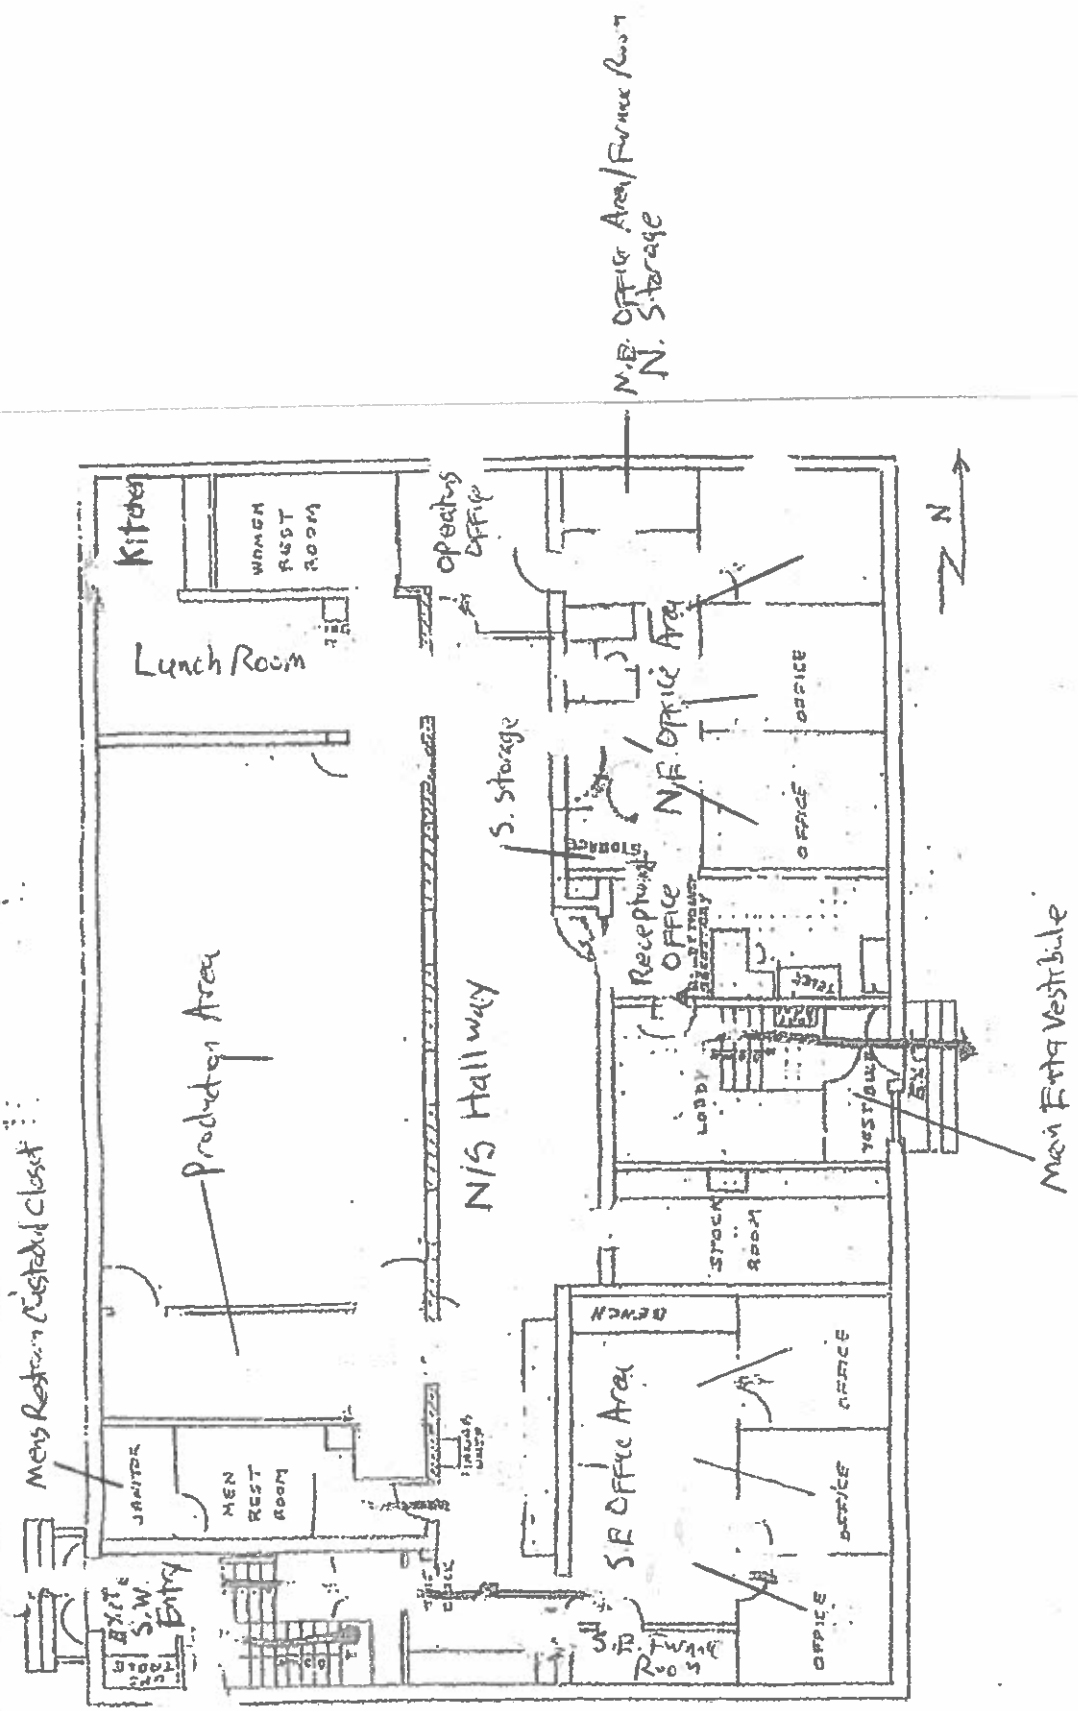 Mens Restroom Custodial Closet
Kitchen
WOMEN
REST
ROOM
Operations
OFFICE
Lunch Room
Production Area
N/S Hallway
S. Storage
STORAGE
N.E. Office Area/Furnace Room
N. Storage
N.E. Office Area
OFFICE
OFFICE
Reception
OFFICE
TOILET
LOBBY
VESTIBULE
EXIT
Main Entry Vestibule
N
STOCK
ROOM
BENCH
S.E. Office Area
OFFICE
OFFICE
OFFICE
S.E. Furnace
Room
JANITOR
MEN
REST
ROOM
EXIT
S.W.
Entry